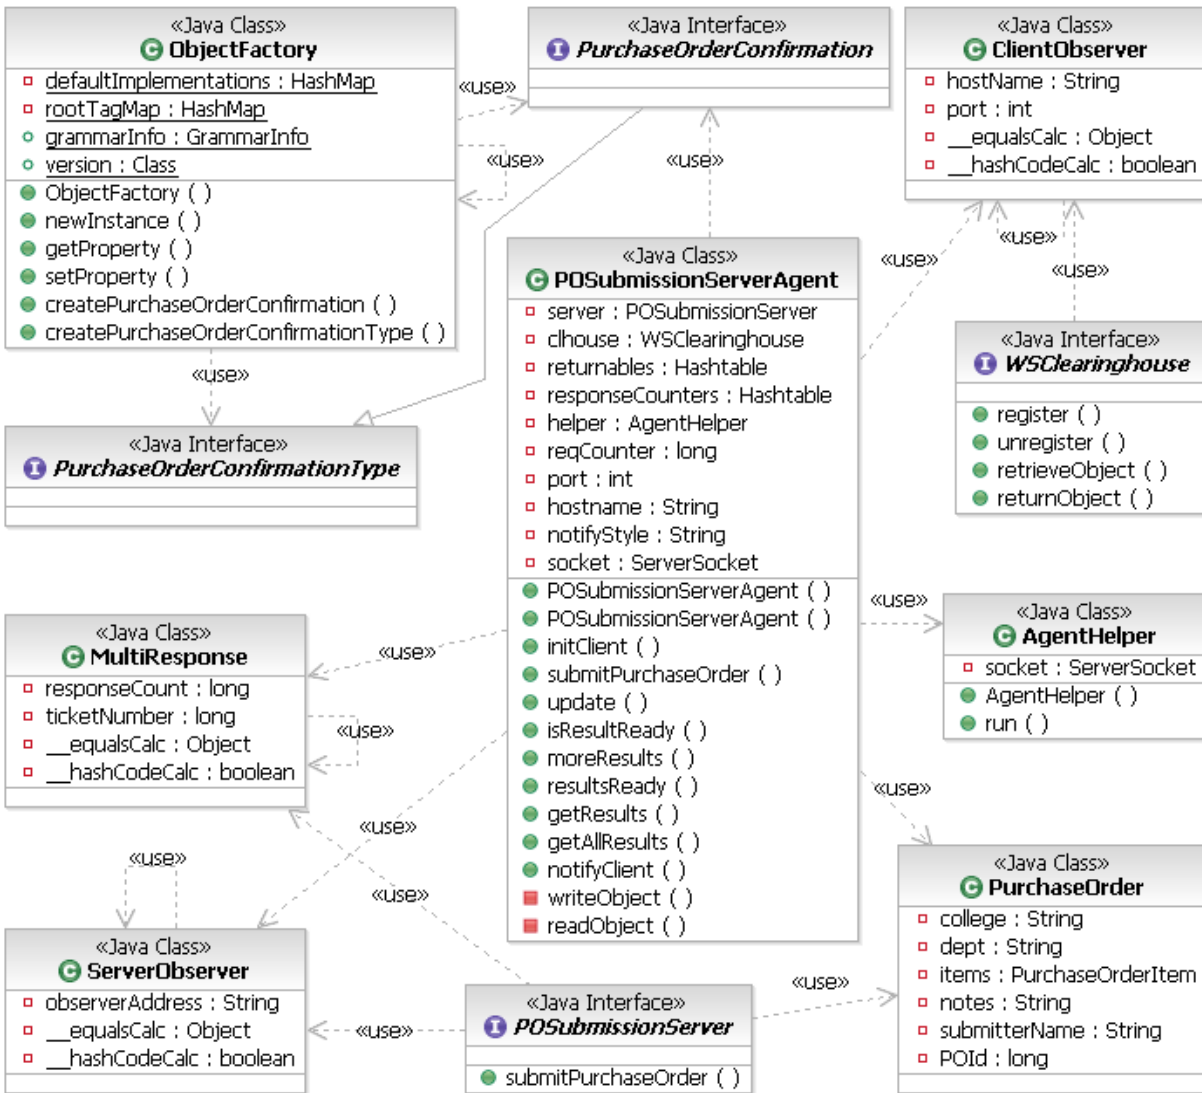 «Java Class»
ObjectFactory
defaultImplementations : HashMap
rootTagMap : HashMap
grammarInfo : GrammarInfo
version : Class
ObjectFactory ( )
newInstance ( )
getProperty ( )
setProperty ( )
createPurchaseOrderConfirmation ( )
createPurchaseOrderConfirmationType ( )
«use»
«use»
«use»
«Java Interface»
PurchaseOrderConfirmation
«use»
«Java Class»
ClientObserver
hostName : String
port : int
__equalsCalc : Object
__hashCodeCalc : boolean
«use»
«use»
«use»
«Java Interface»
WSClearinghouse
register ( )
unregister ( )
retrieveObject ( )
returnObject ( )
«Java Interface»
PurchaseOrderConfirmationType
«Java Class»
POSubmissionServerAgent
server : POSubmissionServer
clhouse : WSClearinghouse
returnables : Hashtable
responseCounters : Hashtable
helper : AgentHelper
reqCounter : long
port : int
hostname : String
notifyStyle : String
socket : ServerSocket
POSubmissionServerAgent ( )
POSubmissionServerAgent ( )
initClient ( )
submitPurchaseOrder ( )
update ( )
isResultReady ( )
moreResults ( )
resultsReady ( )
getResults ( )
getAllResults ( )
notifyClient ( )
writeObject ( )
readObject ( )
«use»
«Java Class»
AgentHelper
socket : ServerSocket
AgentHelper ( )
run ( )
«Java Class»
MultiResponse
responseCount : long
ticketNumber : long
__equalsCalc : Object
__hashCodeCalc : boolean
«use»
«use»
«use»
«use»
«use»
«use»
«Java Class»
PurchaseOrder
college : String
dept : String
items : PurchaseOrderItem
notes : String
submitterName : String
POId : long
«Java Class»
ServerObserver
observerAddress : String
__equalsCalc : Object
__hashCodeCalc : boolean
«use»
«use»
«Java Interface»
POSubmissionServer
submitPurchaseOrder ( )